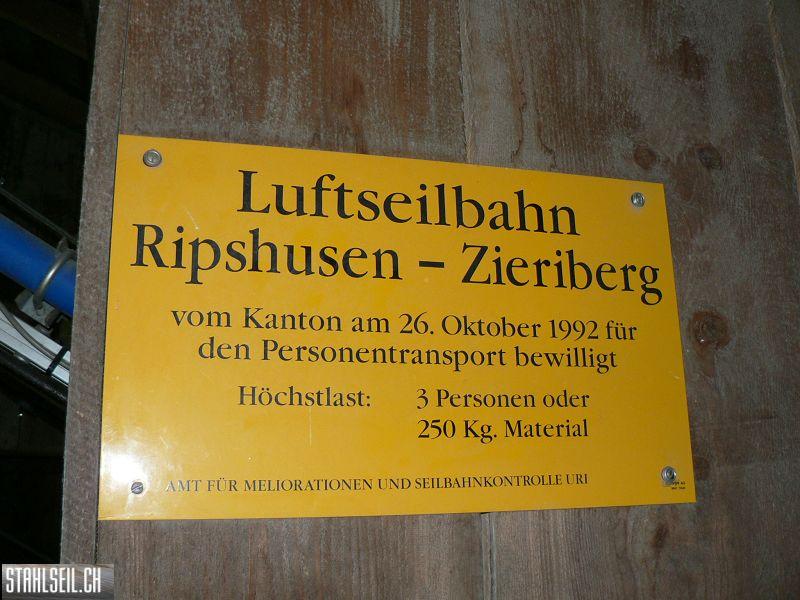 Luftseilbahn
Ripshusen – Zieriberg
vom Kanton am 26. Oktober 1992 für
den Personentransport bewilligt
Höchstlast: 3 Personen oder
250 Kg. Material
AMT FÜR MELIORATIONEN UND SEILBAHNKONTROLLE URI
STAHLSEIL.CH